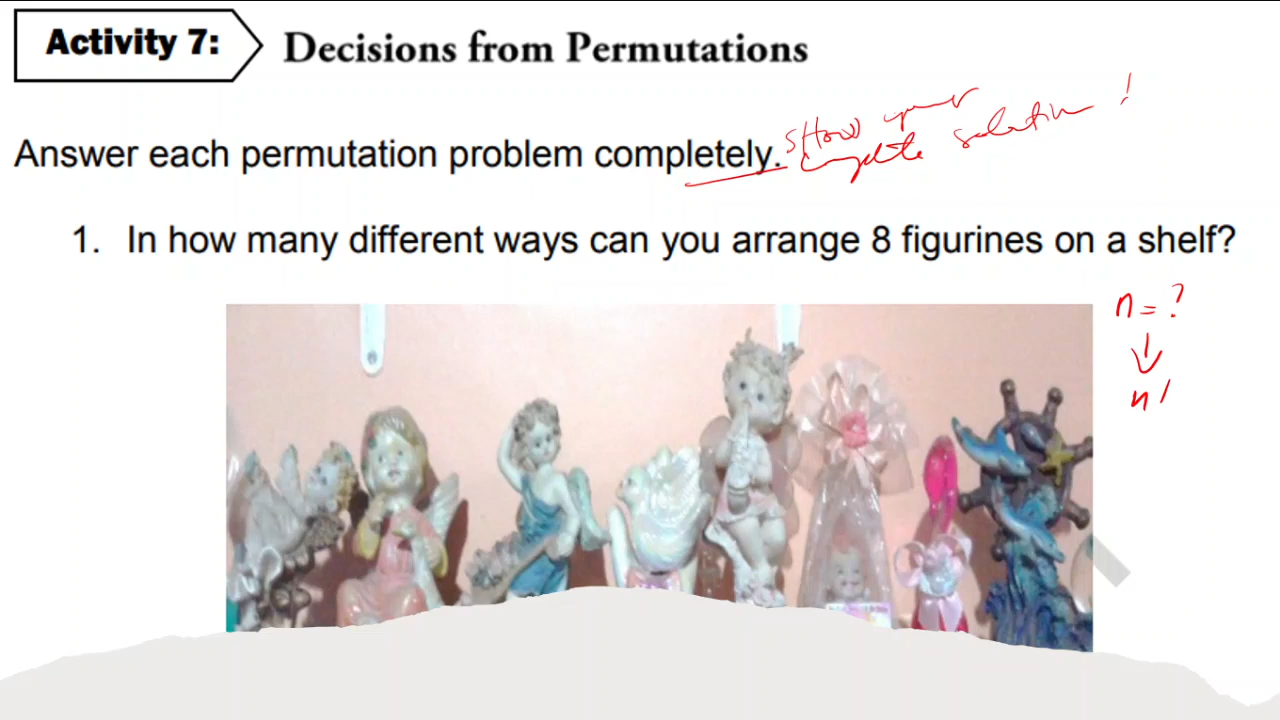 Activity 7:
Decisions from Permutations
Show your
Answer each permutation problem completely.
complete solution!
1. In how many different ways can you arrange 8 figurines on a shelf?
n = ?
n!